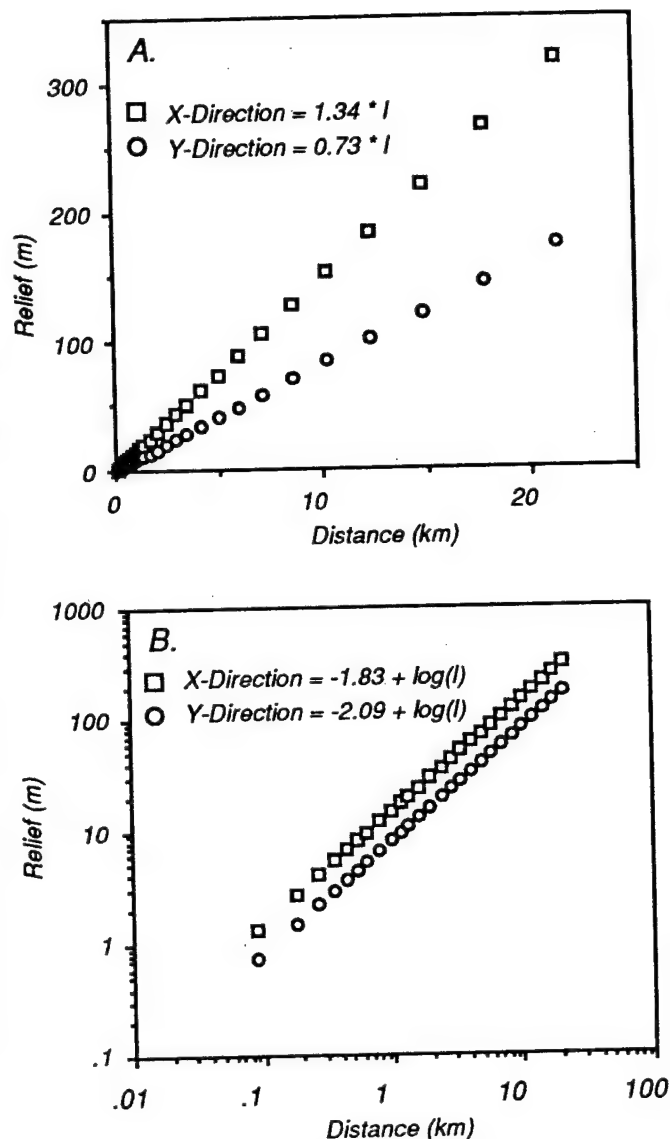 A.
X-Direction = 1.34 * l
Y-Direction = 0.73 * l
300
200
100
0
Relief (m)
0
10
20
Distance (km)
B.
X-Direction = -1.83 + log(l)
Y-Direction = -2.09 + log(l)
1000
100
10
1
.1
Relief (m)
.01
.1
1
10
100
Distance (km)